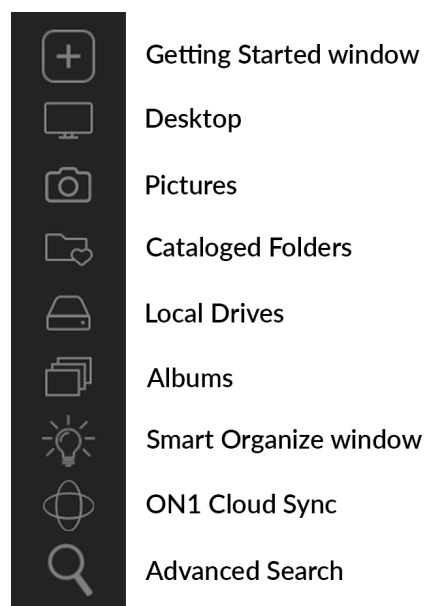 Getting Started window
Desktop
Pictures
Cataloged Folders
Local Drives
Albums
Smart Organize window
ON1 Cloud Sync
Advanced Search